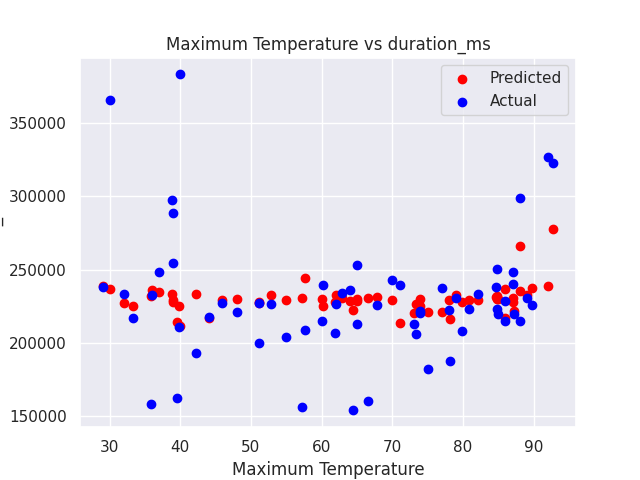 Maximum Temperature vs duration_ms
Predicted
Actual
350000
300000
250000
200000
150000
30 40 50 60 70 80 90
Maximum Temperature